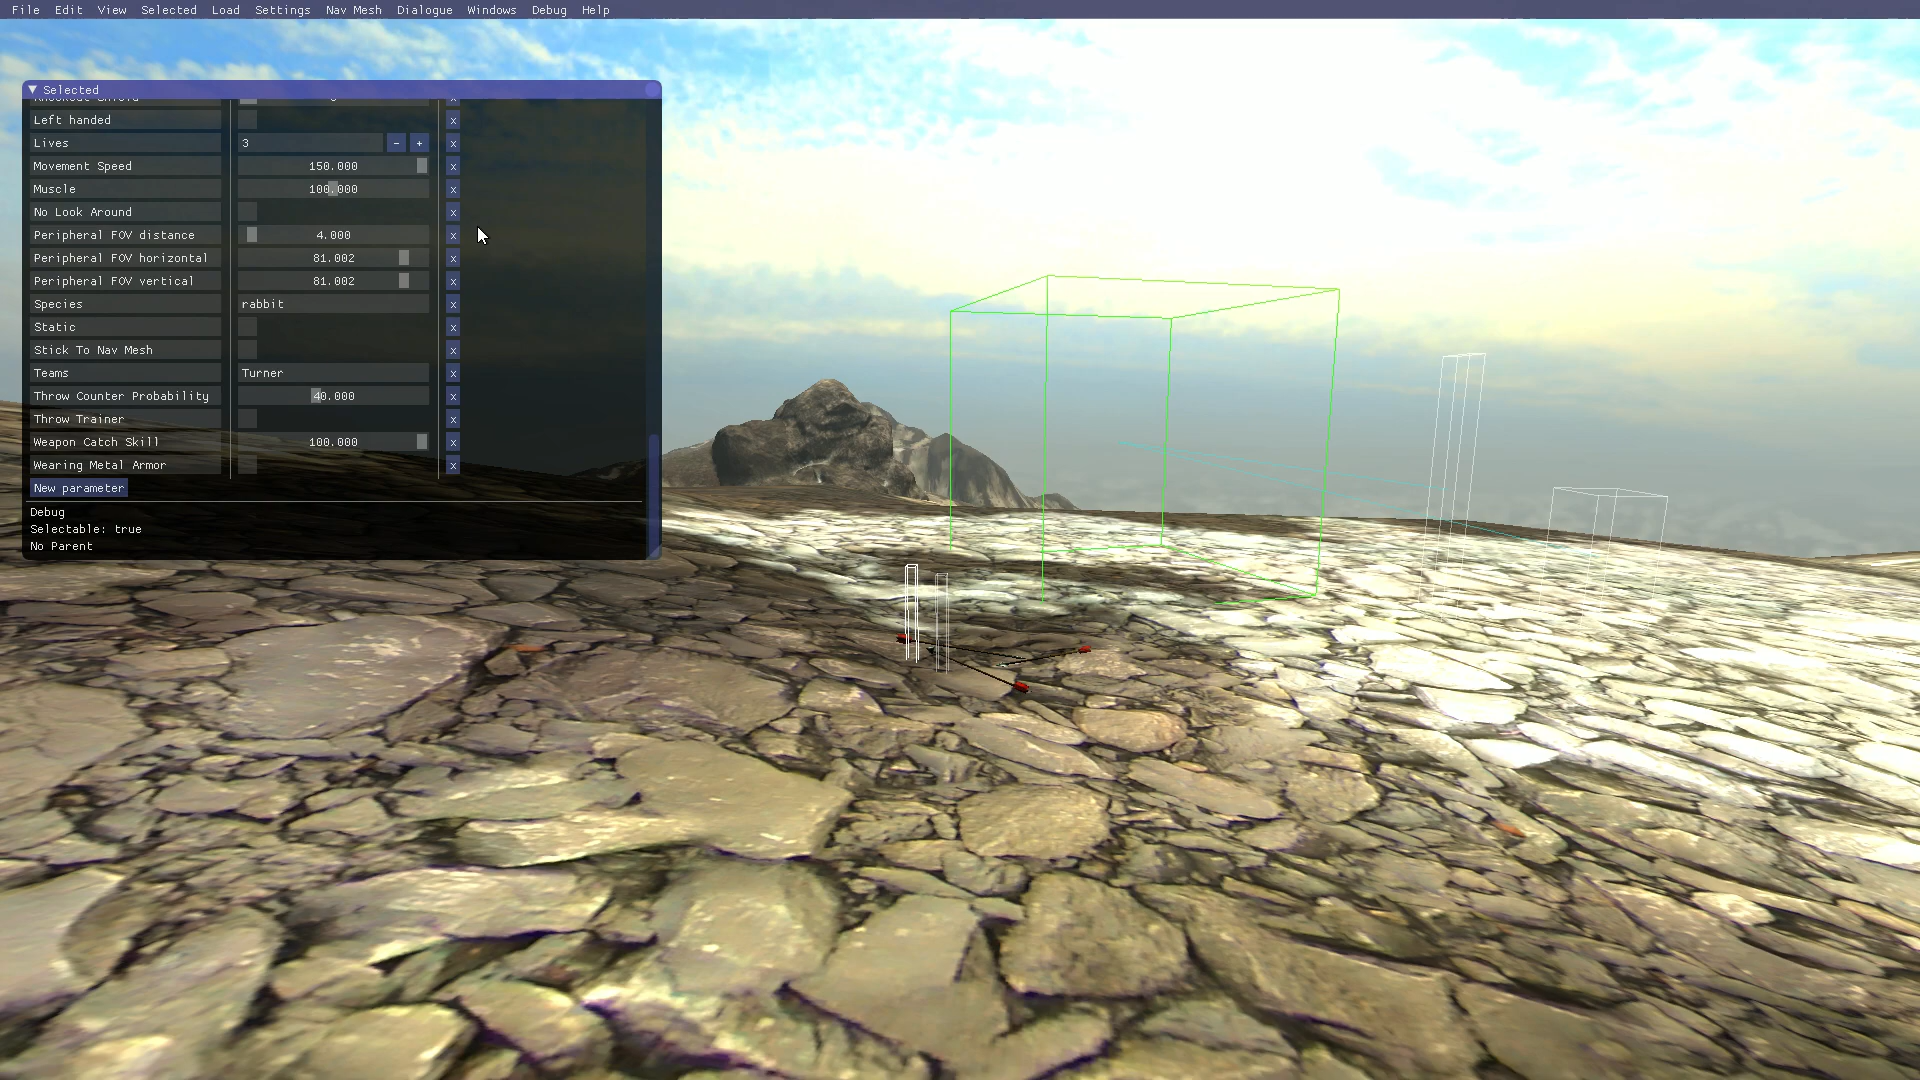 File Edit View Selected Load Settings Nav Mesh Dialogue Windows Debug Help
Selected
Knockout Shield
Left handed x
Lives 3 - + x
Movement Speed 150.000 x
Muscle 100.000 x
No Look Around x
Peripheral FOV distance 4.000 x
Peripheral FOV horizontal 81.002 x
Peripheral FOV vertical 81.002 x
Species rabbit x
Static x
Stick To Nav Mesh x
Teams Turner x
Throw Counter Probability 40.000 x
Throw Trainer x
Weapon Catch Skill 100.000 x
Wearing Metal Armor x
New parameter
Debug
Selectable: true
No Parent